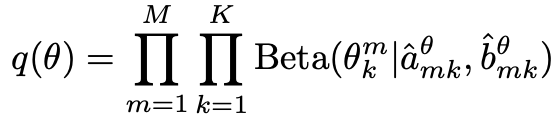 q(θ) = ∏_{m=1}^{M} ∏_{k=1}^{K} Beta(θ_k^m | â_{mk}^θ, b̂_{mk}^θ)